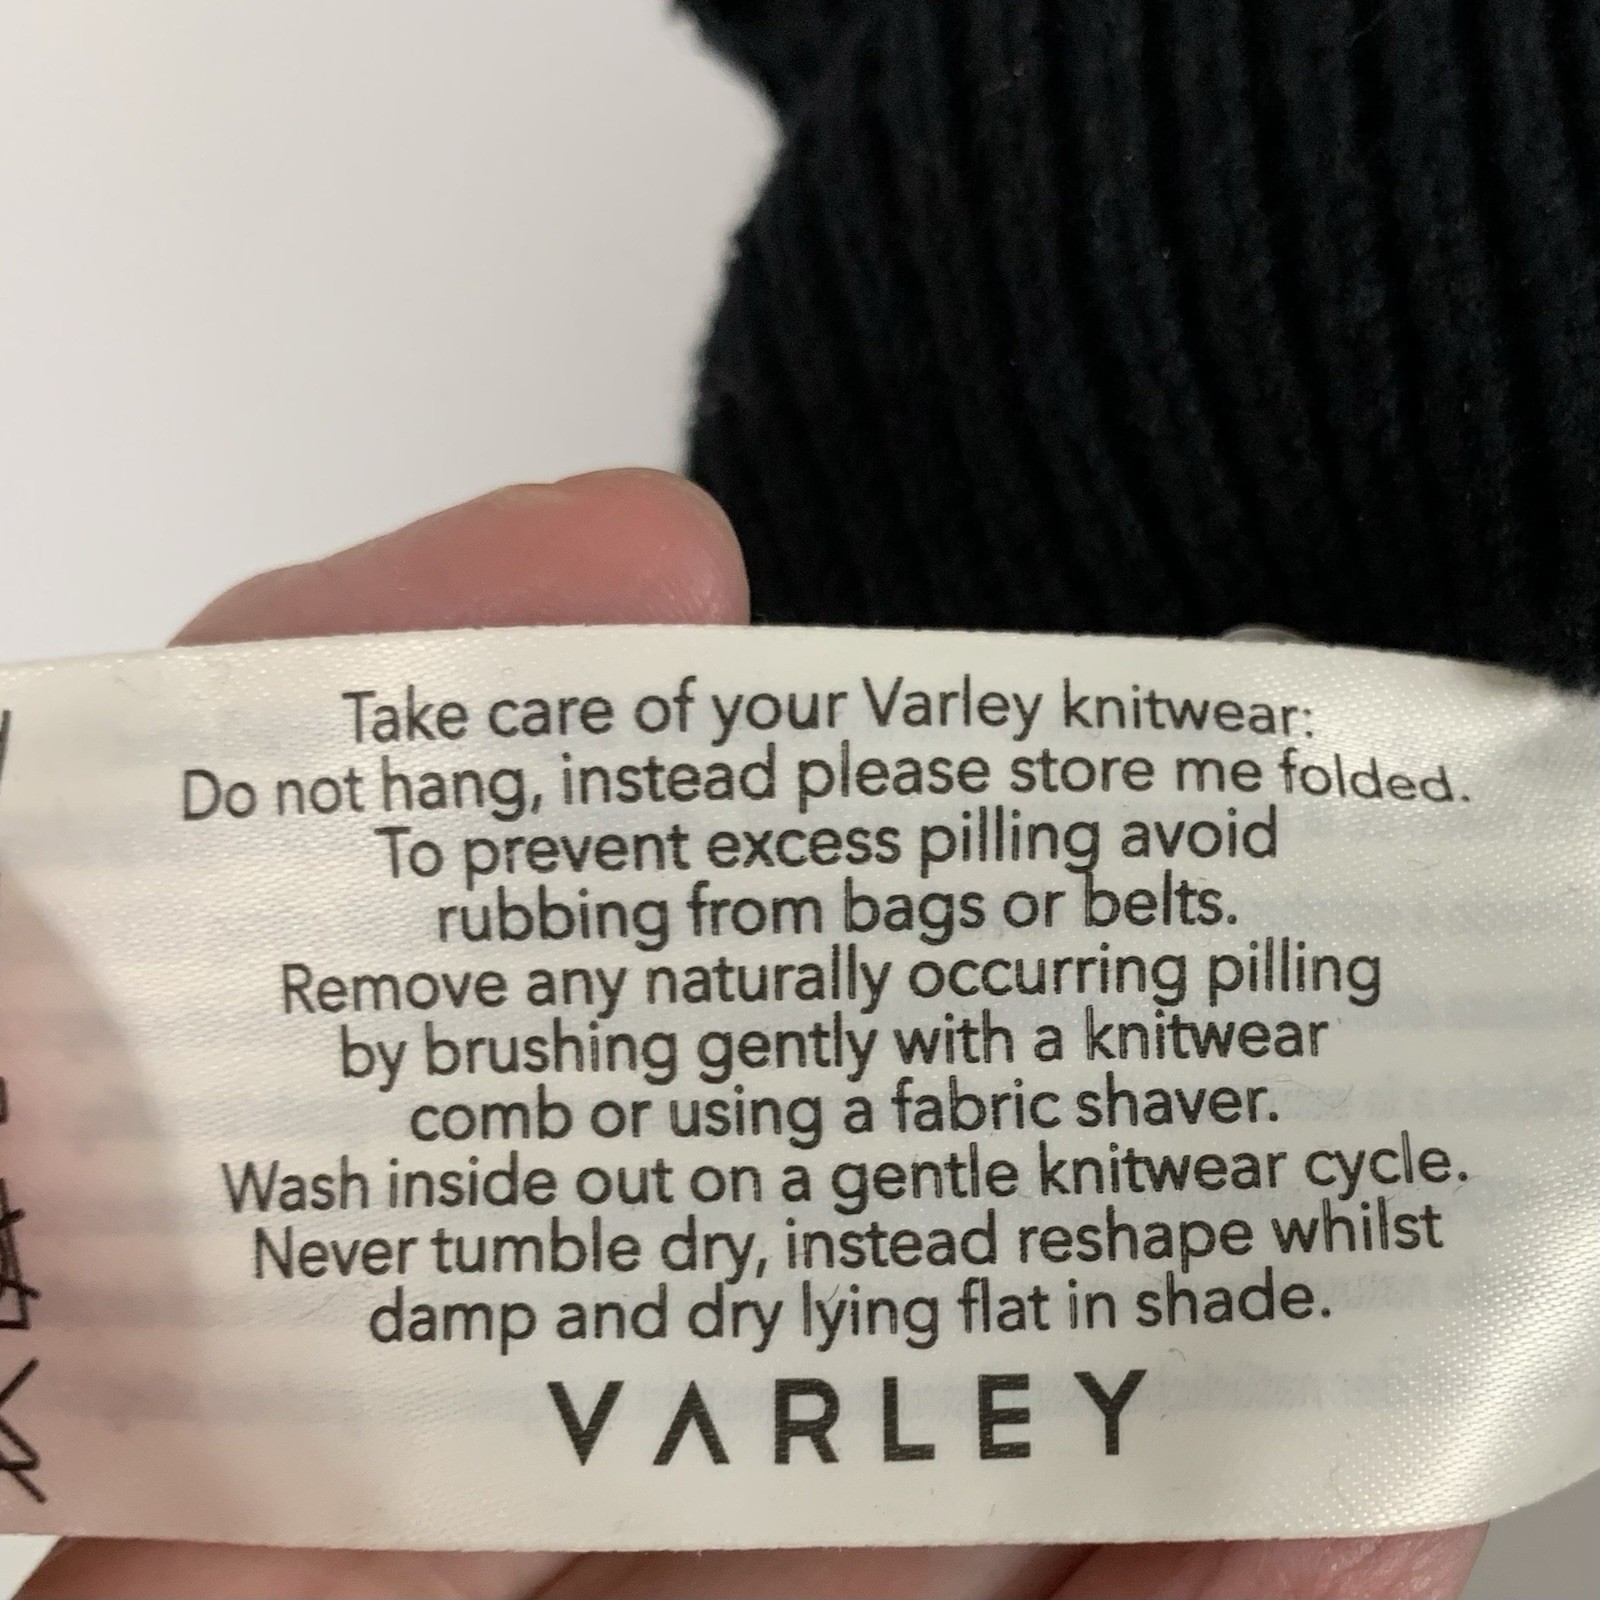 Take care of your Varley knitwear:
Do not hang, instead please store me folded.
To prevent excess pilling avoid
rubbing from bags or belts.
Remove any naturally occurring pilling
by brushing gently with a knitwear
comb or using a fabric shaver.
Wash inside out on a gentle knitwear cycle.
Never tumble dry, instead reshape whilst
damp and dry lying flat in shade.
VARLEY